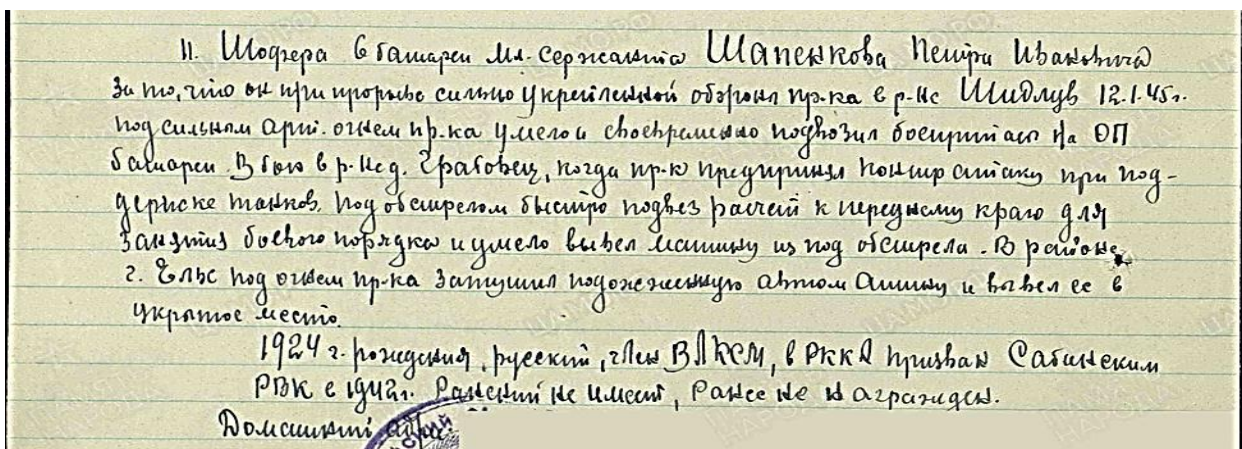 11. Шофера 6 батареи Мл. Сержанта Шапенкова Петра Ивановича
За то, что он при прорыве сильно укрепленной обороны пр-ка в р-не Шидлув 12.1.45г.
под сильным арт. огнем пр-ка умело и своевременно подвозил боеприпасы на ОП
батареи. В бою в р-не д. Грабовец, когда пр-к предпринял контратаку при под-
держке танков, под обстрелом быстро подвез расчет к переднему краю для
занятия боевого порядка и умело вывел машину из под обстрела. В районе
г. Ельс под огнем пр-ка затушил подожженную автомашину и вывел ее в
укрытое место.
1924 г. рождения, русский, член ВЛКСМ, в РККА призван Сабинским
РВК с 1942г. Ранений не имеет, Ранее не награжден.
Домашний адрес: